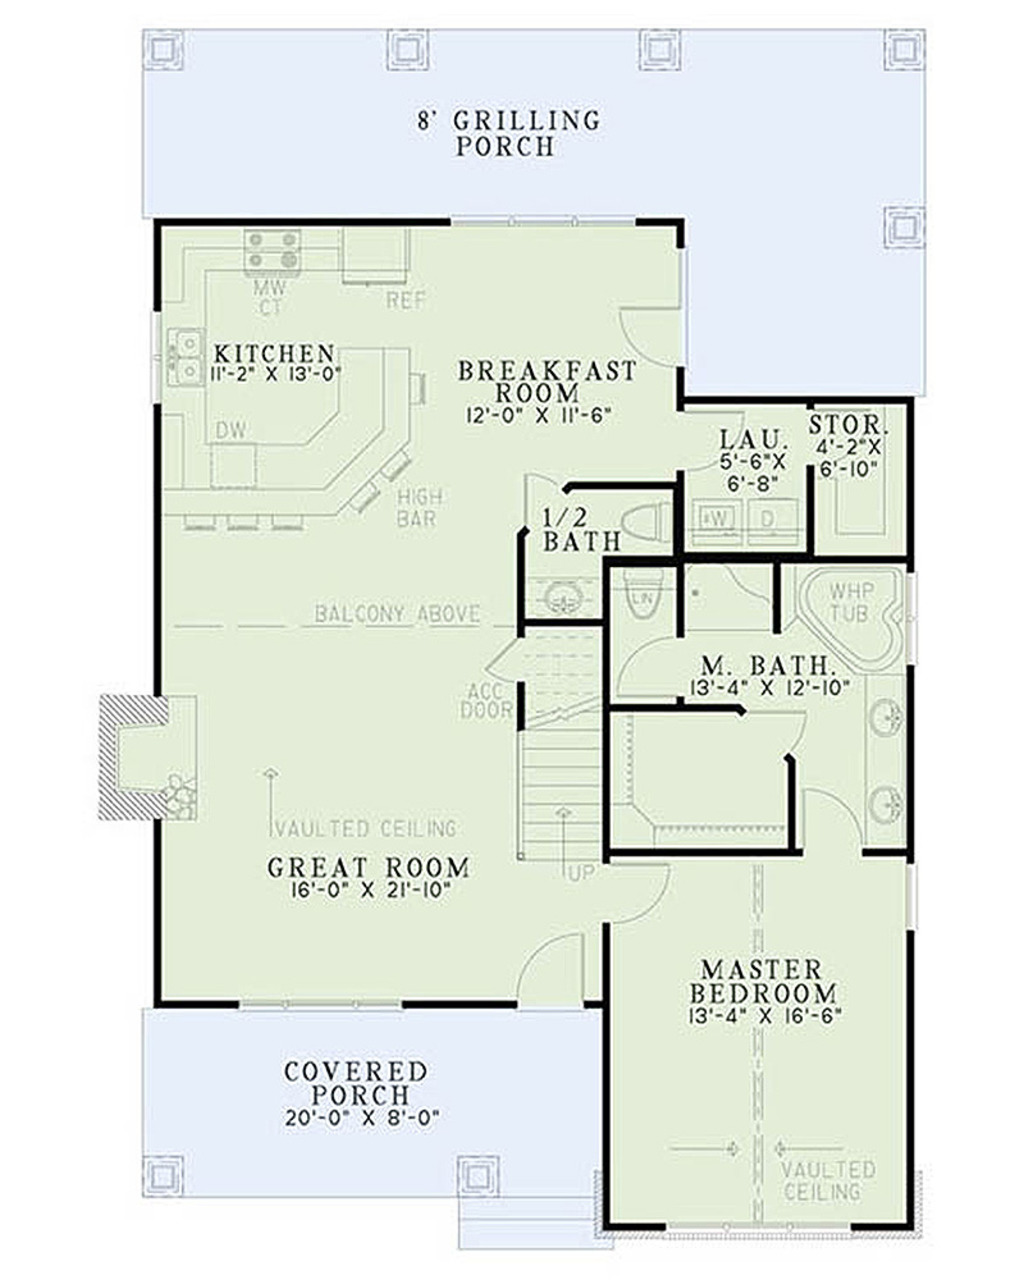 8' GRILLING
PORCH
MW
CT
REF
KITCHEN
11'-2" X 13'-0"
BREAKFAST
ROOM
12'-0" X 11'-6"
DW
LAU.
5'-6"X
6'-8"
STOR.
4'-2"X
6'-10"
HIGH
BAR
1/2
BATH
W
D
LIN
WHP
TUB
BALCONY ABOVE
M. BATH.
13'-4" X 12'-10"
ACC
DOOR
VAULTED CEILING
GREAT ROOM
16'-0" X 21'-10"
UP
MASTER
BEDROOM
13'-4" X 16'-6"
COVERED
PORCH
20'-0" X 8'-0"
VAULTED
CEILING